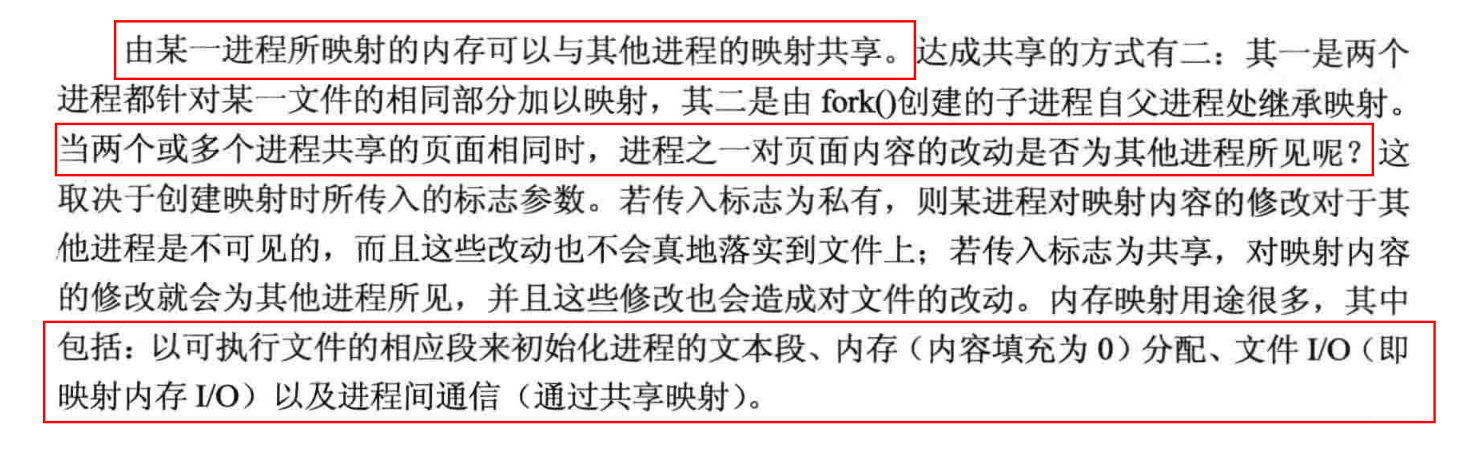 由某一进程所映射的内存可以与其他进程的映射共享。达成共享的方式有二：其一是两个
进程都针对某一文件的相同部分加以映射，其二是由 fork()创建的子进程自父进程处继承映射。
当两个或多个进程共享的页面相同时，进程之一对页面内容的改动是否为其他进程所见呢？这
取决于创建映射时所传入的标志参数。若传入标志为私有，则某进程对映射内容的修改对于其
他进程是不可见的，而且这些改动也不会真地落实到文件上；若传入标志为共享，对映射内容
的修改就会为其他进程所见，并且这些修改也会造成对文件的改动。内存映射用途很多，其中
包括：以可执行文件的相应段来初始化进程的文本段、内存（内容填充为 0）分配、文件 I/O（即
映射内存 I/O）以及进程间通信（通过共享映射）。